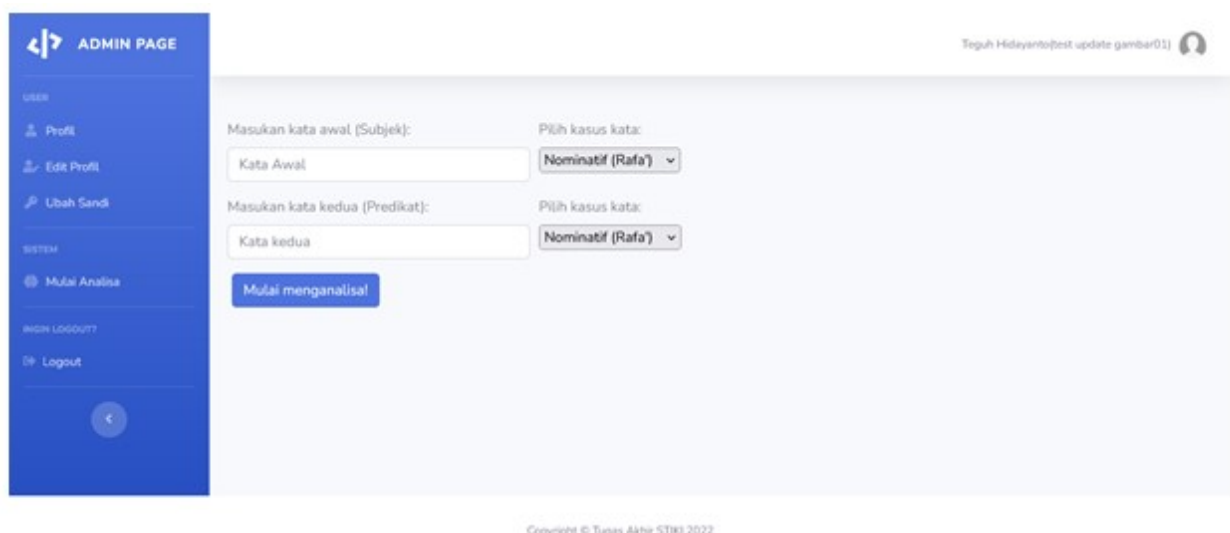 ADMIN PAGE
Teguh Hidayanto(test update gambar01)
USER
Profil
Edit Profil
Ubah Sandi
SISTEM
Mulai Analisa
INGIN LOGOUT?
Logout
Masukan kata awal (Subjek):
Pilih kasus kata:
Kata Awal
Nominatif (Rafa')
Masukan kata kedua (Predikat):
Pilih kasus kata:
Kata kedua
Nominatif (Rafa')
Mulai menganalisa!
Copyright © Tugas Akhir STIKI 2022